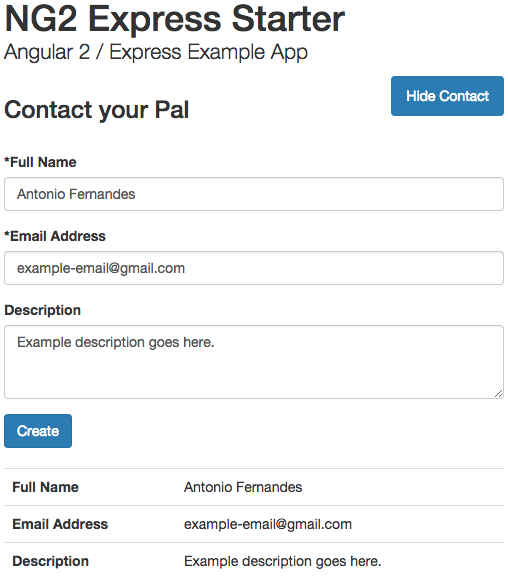 NG2 Express Starter
Angular 2 / Express Example App
Hide Contact
Contact your Pal
*Full Name
Antonio Fernandes
*Email Address
example-email@gmail.com
Description
Example description goes here.
Create
Full Name Antonio Fernandes
Email Address example-email@gmail.com
Description Example description goes here.